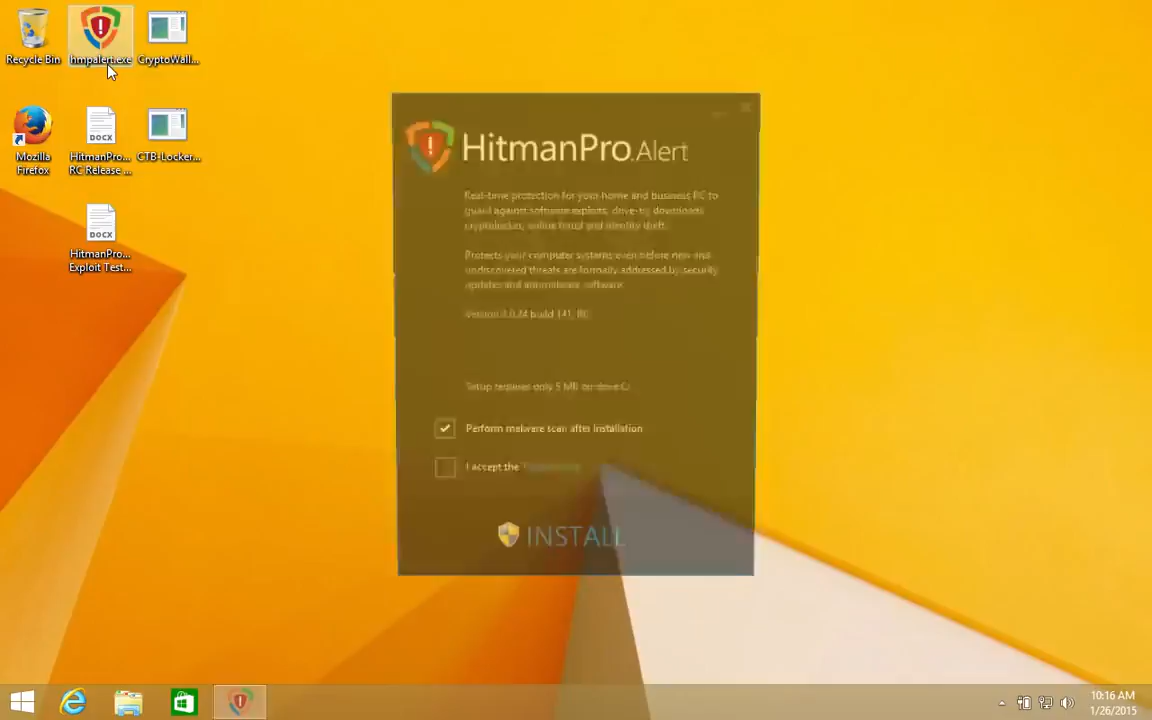 Recycle Bin
hmpalert.exe
CryptoWall...
Mozilla
Firefox
HitmanPro...
RC Release ...
CTB-Locker...
HitmanPro...
Exploit Test...
HitmanPro.Alert
Real-time protection for your home and business PC to
guard against software exploits, drive-by downloads
cryptolocker, online fraud and identity theft.
Protects your computer systems even before new and
undiscovered threats are formally addressed by security
updates and antimalware software.
Version 3.0.24 build 141, RC
Setup requires only 5 MB on drive C:
Perform malware scan after installation
I accept the
INSTALL
10:16 AM
1/26/2015